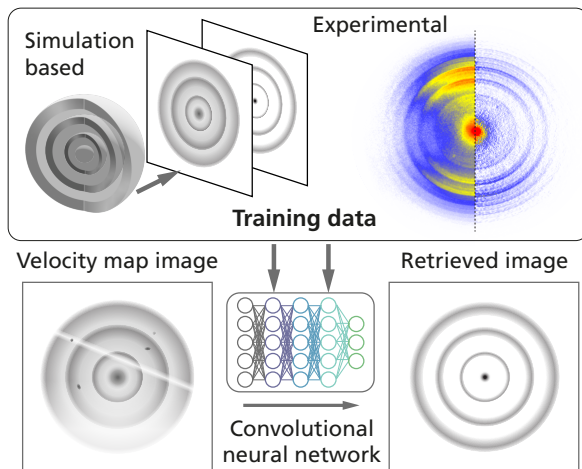 Simulation
based
Experimental
Training data
Velocity map image
Retrieved image
Convolutional
neural network